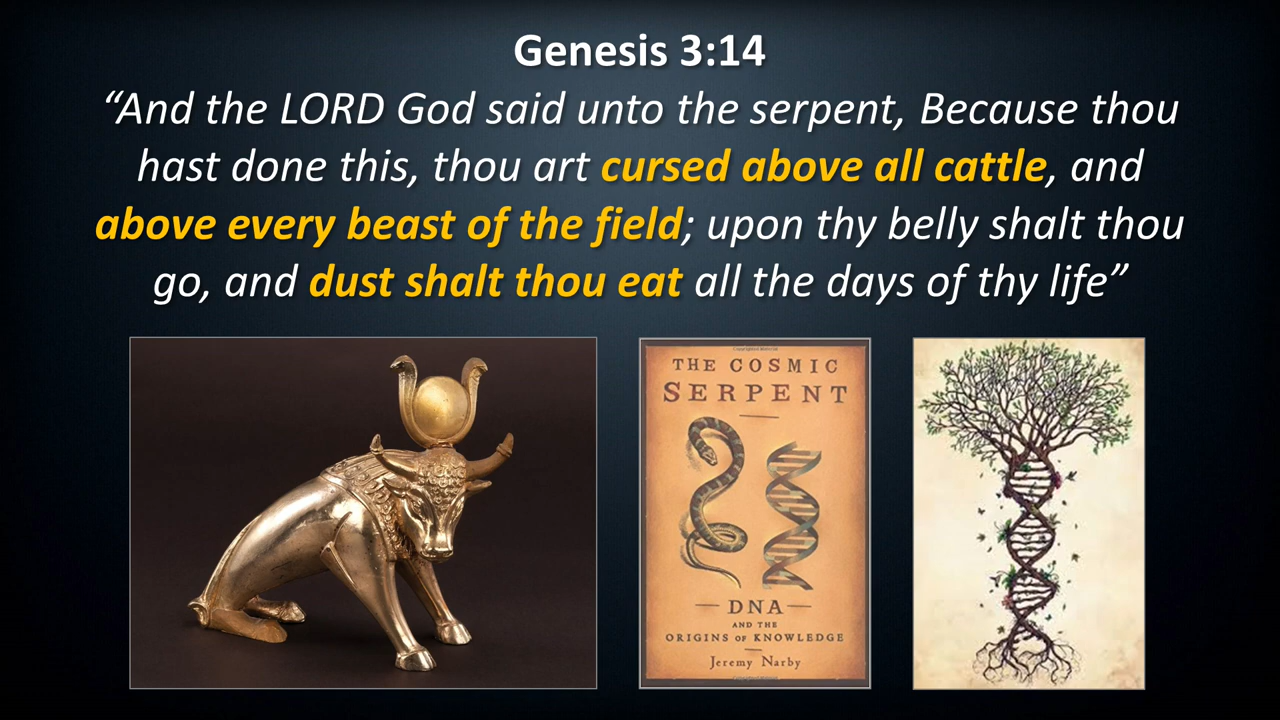 Genesis 3:14
“And the LORD God said unto the serpent, Because thou
hast done this, thou art cursed above all cattle, and
above every beast of the field; upon thy belly shalt thou
go, and dust shalt thou eat all the days of thy life”
THE COSMIC
SERPENT
DNA
AND THE
ORIGINS OF KNOWLEDGE
Jeremy Narby